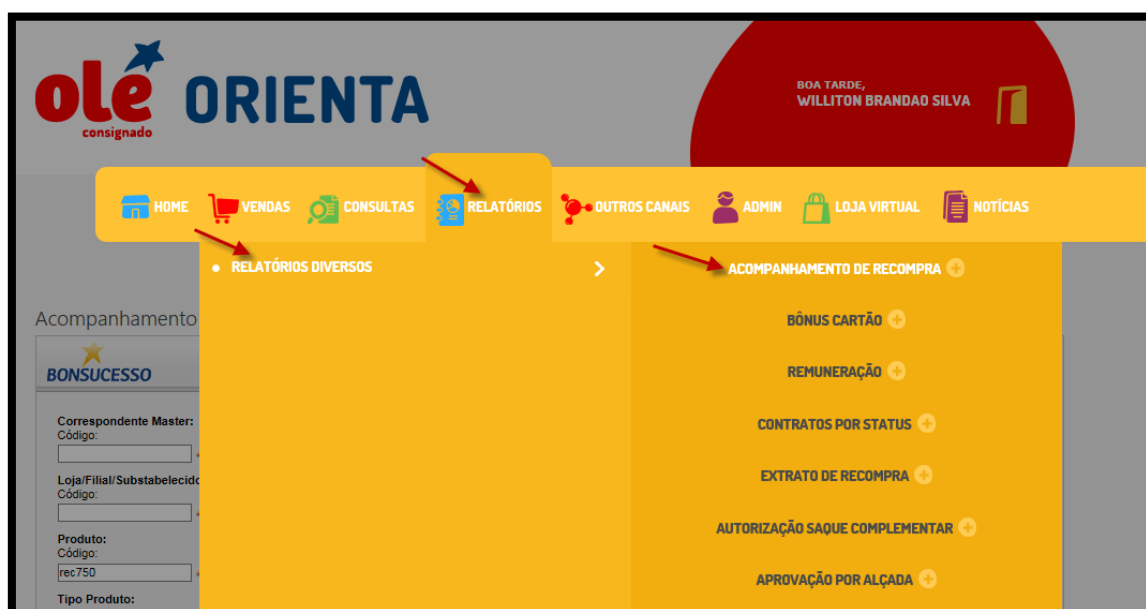 olé ORIENTA
consignado
BOA TARDE,
WILLITON BRANDAO SILVA
HOME VENDAS CONSULTAS RELATÓRIOS OUTROS CANAIS ADMIN LOJA VIRTUAL NOTÍCIAS
RELATÓRIOS DIVERSOS
ACOMPANHAMENTO DE RECOMPRA
BÔNUS CARTÃO
REMUNERAÇÃO
CONTRATOS POR STATUS
EXTRATO DE RECOMPRA
AUTORIZAÇÃO SAQUE COMPLEMENTAR
APROVAÇÃO POR ALÇADA
Acompanhamento
BONSUCESSO
Correspondente Master:
Código:
Loja/Filial/Substabelecido
Código:
Produto:
Código:
rec750
Tipo Produto: